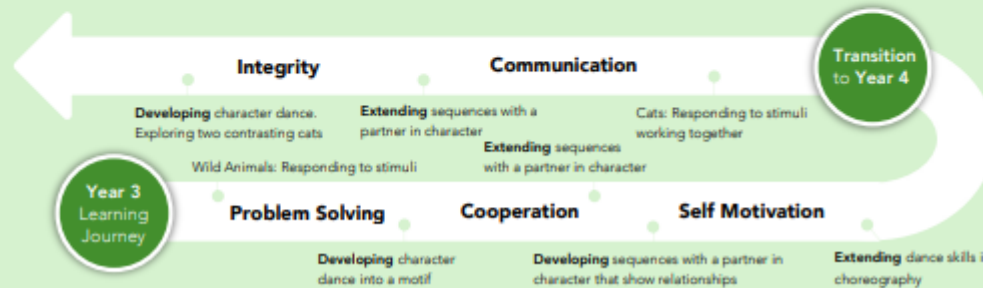 Integrity
Communication
Transition
to Year 4
Developing character dance.
Exploring two contrasting cats
Extending sequences with a
partner in character
Cats: Responding to stimuli
working together
Extending sequences
with a partner in character
Wild Animals: Responding to stimuli
Year 3
Learning
Journey
Problem Solving
Cooperation
Self Motivation
Developing character
dance into a motif
Developing sequences with a partner in
character that show relationships
Extending dance skills
choreography